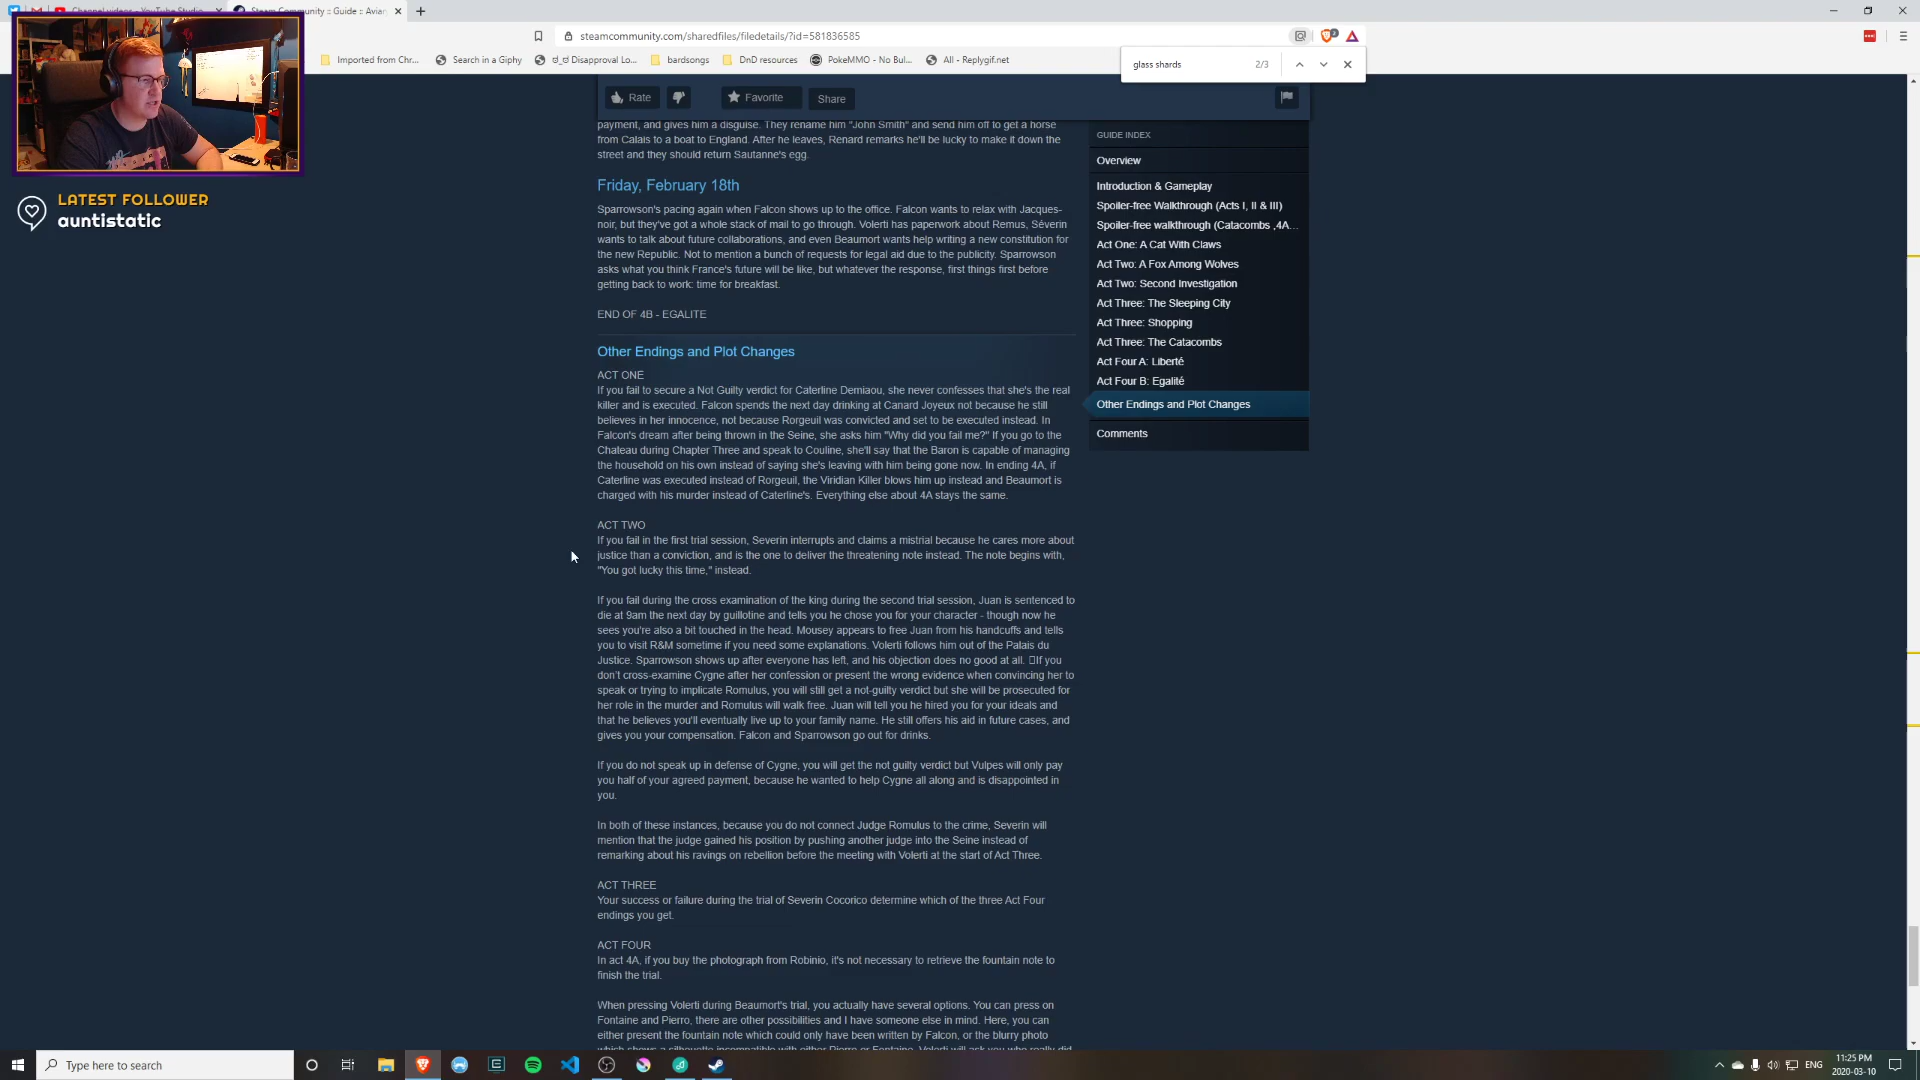 Channel videos - YouTube Studio
Steam Community :: Guide :: Aviar
steamcommunity.com/sharedfiles/filedetails/?id=581836585
Imported from Chr...
Search in a Giphy
ಠ_ಠ Disapproval Lo...
bardsongs
DnD resources
PokeMMO - No Bul...
All - Replygif.net
glass shards
2/3
LATEST FOLLOWER
auntistatic
Rate
Favorite
Share
payment, and gives him a disguise. They rename him "John Smith" and send him off to get a horse
from Calais to a boat to England. After he leaves, Renard remarks he'll be lucky to make it down the
street and they should return Sautanne's egg.
Friday, February 18th
Sparrowson's pacing again when Falcon shows up to the office. Falcon wants to relax with Jacques-
noir, but they've got a whole stack of mail to go through. Volerti has paperwork about Remus, Séverin
wants to talk about future collaborations, and even Beaumort wants help writing a new constitution for
the new Republic. Not to mention a bunch of requests for legal aid due to the publicity. Sparrowson
asks what you think France's future will be like, but whatever the response, first things first before
getting back to work: time for breakfast.
END OF 4B - EGALITE
Other Endings and Plot Changes
ACT ONE
If you fail to secure a Not Guilty verdict for Caterline Demiaou, she never confesses that she's the real
killer and is executed. Falcon spends the next day drinking at Canard Joyeux not because he still
believes in her innocence, not because Rorgeuil was convicted and set to be executed instead. In
Falcon's dream after being thrown in the Seine, she asks him "Why did you fail me?" If you go to the
Chateau during Chapter Three and speak to Couline, she'll say that the Baron is capable of managing
the household on his own instead of saying she's leaving with him being gone now. In ending 4A, if
Caterline was executed instead of Rorgeuil, the Viridian Killer blows him up instead and Beaumort is
charged with his murder instead of Caterline's. Everything else about 4A stays the same.
ACT TWO
If you fail in the first trial session, Severin interrupts and claims a mistrial because he cares more about
justice than a conviction, and is the one to deliver the threatening note instead. The note begins with,
"You got lucky this time," instead.
If you fail during the cross examination of the king during the second trial session, Juan is sentenced to
die at 9am the next day by guillotine and tells you he chose you for your character - though now he
sees you're also a bit touched in the head. Mousey appears to free Juan from his handcuffs and tells
you to visit R&M sometime if you need some explanations. Volerti follows him out of the Palais du
Justice. Sparrowson shows up after everyone has left, and his objection does no good at all. If you
don't cross-examine Cygne after her confession or present the wrong evidence when convincing her to
speak or trying to implicate Romulus, you will still get a not-guilty verdict but she will be prosecuted for
her role in the murder and Romulus will walk free. Juan will tell you he hired you for your ideals and
that he believes you'll eventually live up to your family name. He still offers his aid in future cases, and
gives you your compensation. Falcon and Sparrowson go out for drinks.
If you do not speak up in defense of Cygne, you will get the not guilty verdict but Vulpes will only pay
you half of your agreed payment, because he wanted to help Cygne all along and is disappointed in
you.
In both of these instances, because you do not connect Judge Romulus to the crime, Severin will
mention that the judge gained his position by pushing another judge into the Seine instead of
remarking about his ravings on rebellion before the meeting with Volerti at the start of Act Three.
ACT THREE
Your success or failure during the trial of Severin Cocorico determine which of the three Act Four
endings you get.
ACT FOUR
In act 4A, if you buy the photograph from Robinio, it's not necessary to retrieve the fountain note to
finish the trial.
When pressing Volerti during Beaumort's trial, you actually have several options. You can press on
Fontaine and Pierro, there are other possibilities and I have someone else in mind. Here, you can
either present the fountain note which could only have been written by Falcon, or the blurry photo
which shows a silhouette incompatible with either Pierro or Fontaine. Volerti will ask you who really did
GUIDE INDEX
Overview
Introduction & Gameplay
Spoiler-free Walkthrough (Acts I, II & III)
Spoiler-free walkthrough (Catacombs ,4A...
Act One: A Cat With Claws
Act Two: A Fox Among Wolves
Act Two: Second Investigation
Act Three: The Sleeping City
Act Three: Shopping
Act Three: The Catacombs
Act Four A: Liberté
Act Four B: Egalité
Other Endings and Plot Changes
Comments
Type here to search
ENG
11:25 PM
2020-03-10